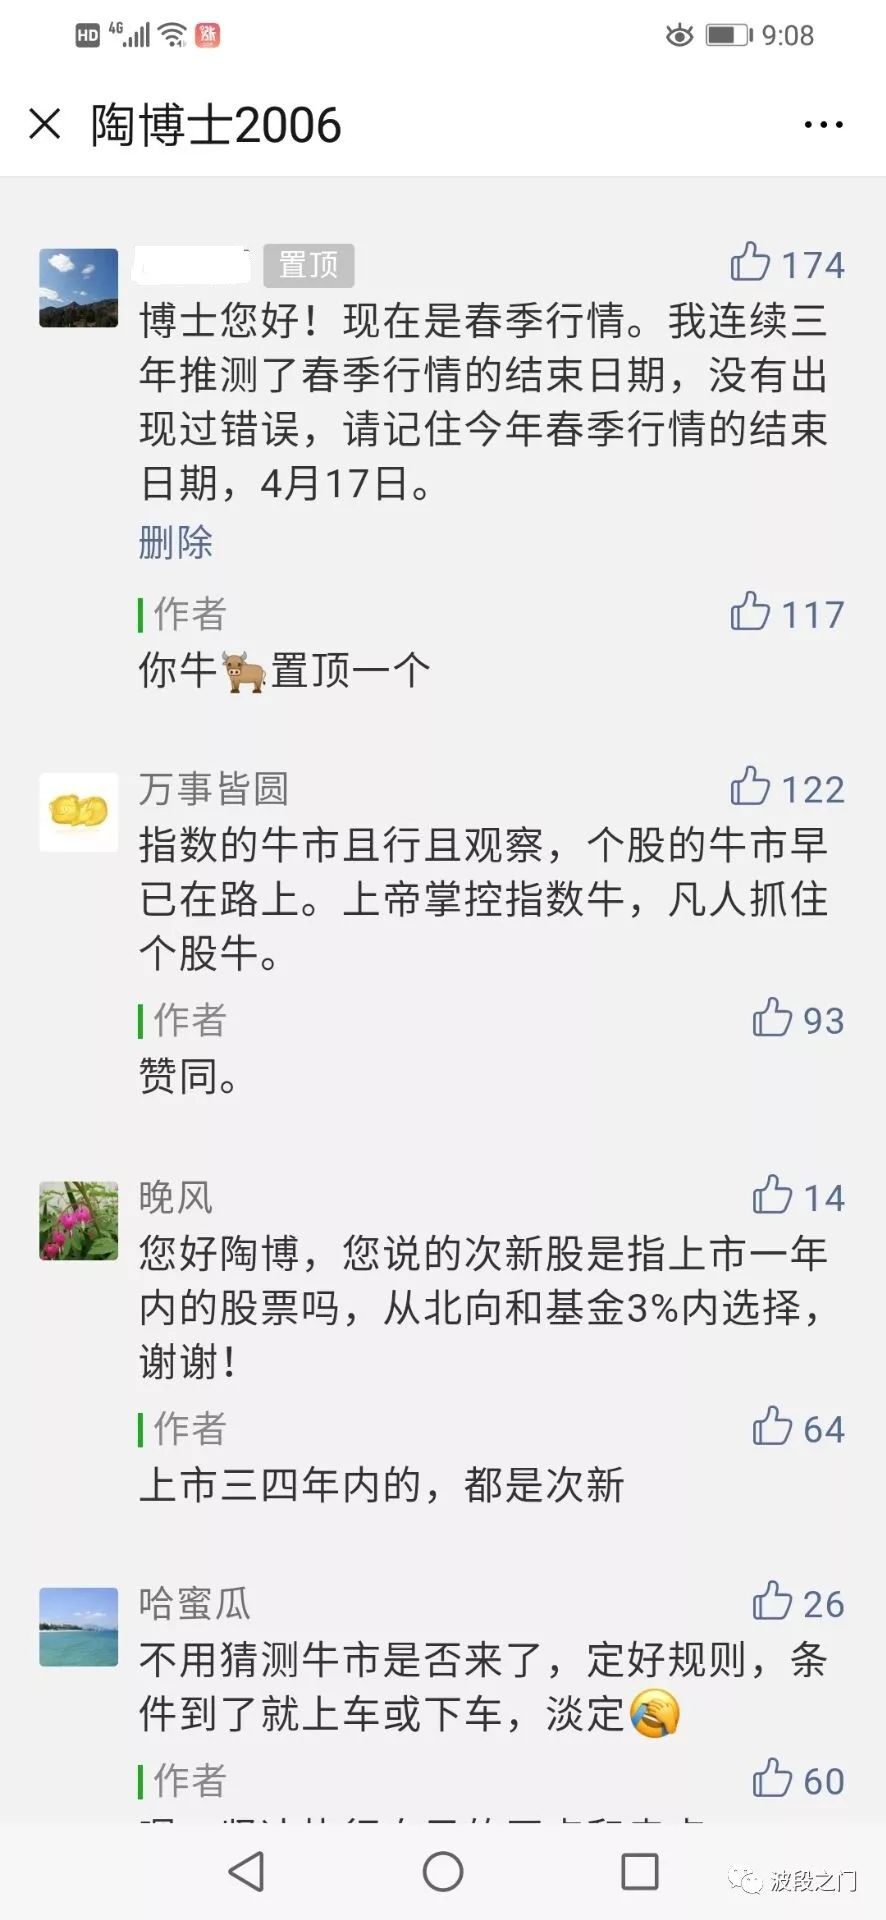 HD 4G 涨 9:08
陶博士2006
置顶 174
博士您好！现在是春季行情。我连续三
年推测了春季行情的结束日期，没有出
现过错误，请记住今年春季行情的结束
日期，4月17日。
删除
作者 117
你牛🐂置顶一个
万事皆圆 122
指数的牛市且行且观察，个股的牛市早
已在路上。上帝掌控指数牛，凡人抓住
个股牛。
作者 93
赞同。
晚风 14
您好陶博，您说的次新股是指上市一年
内的股票吗，从北向和基金3%内选择，
谢谢！
作者 64
上市三四年内的，都是次新
哈蜜瓜 26
不用猜测牛市是否来了，定好规则，条
件到了就上车或下车，淡定🤣
作者 60
波段之门